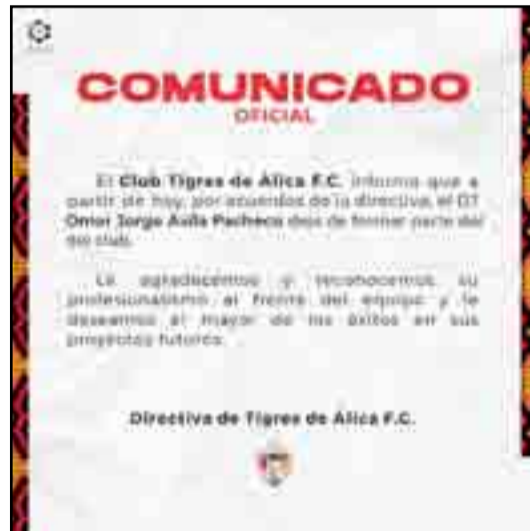 COMUNICADO
OFICIAL
El Club Tigres de Álica F.C. informa que a
partir de hoy, por acuerdos de la directiva, el DT
Omar Jorge Ávila Pacheco deja de formar parte del
del club.
Le agradecemos y reconocemos su
profesionalismo al frente del equipo y le
deseamos el mayor de los éxitos en sus
proyectos futuros.
Directiva de Tigres de Álica F.C.